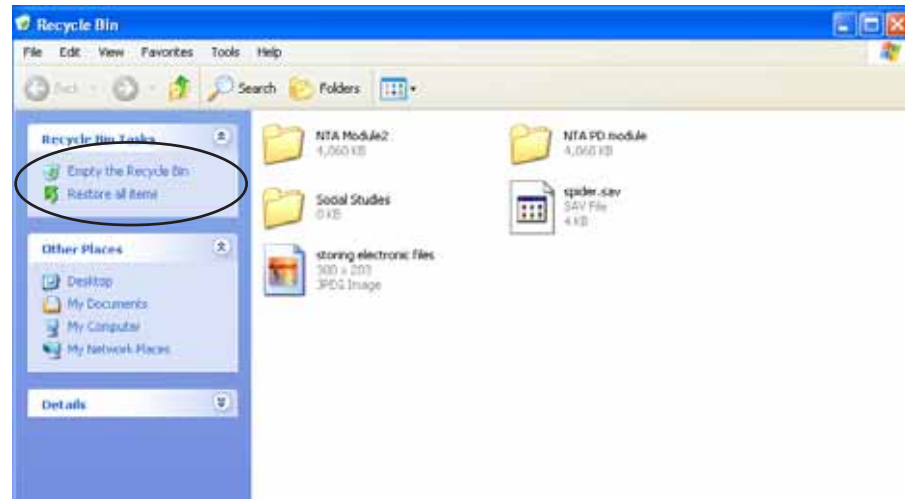 Recycle Bin
File Edit View Favorites Tools Help
Back Search Folders
Recycle Bin Tasks
Empty the Recycle Bin
Restore all items
Other Places
Desktop
My Documents
My Computer
My Network Places
Details
NTA Module2
4,060 KB
NTA PD module
4,060 KB
Social Studies
0 KB
spider.sav
SAV File
4 KB
storing electronic files
300 x 203
JPEG Image